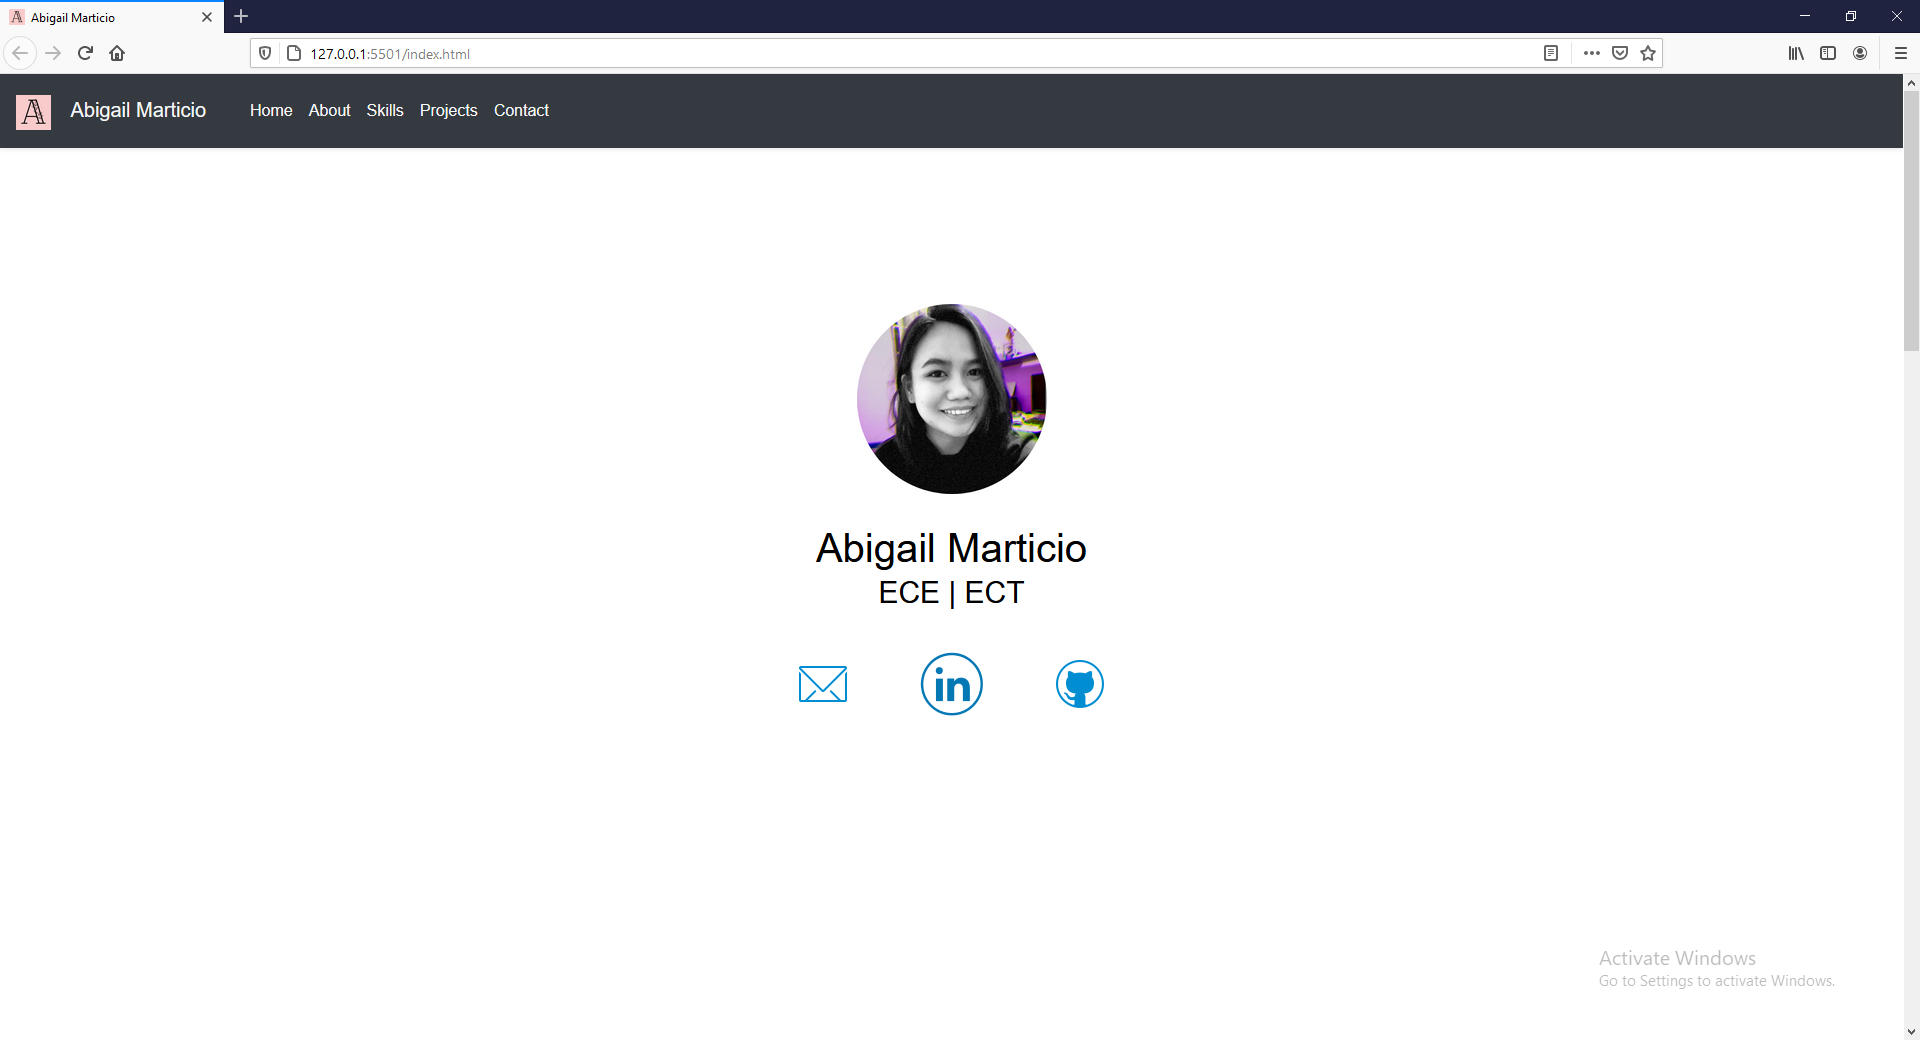 Abigail Marticio
127.0.0.1:5501/index.html
A Abigail Marticio Home About Skills Projects Contact
Abigail Marticio
ECE | ECT
in
Activate Windows
Go to Settings to activate Windows.